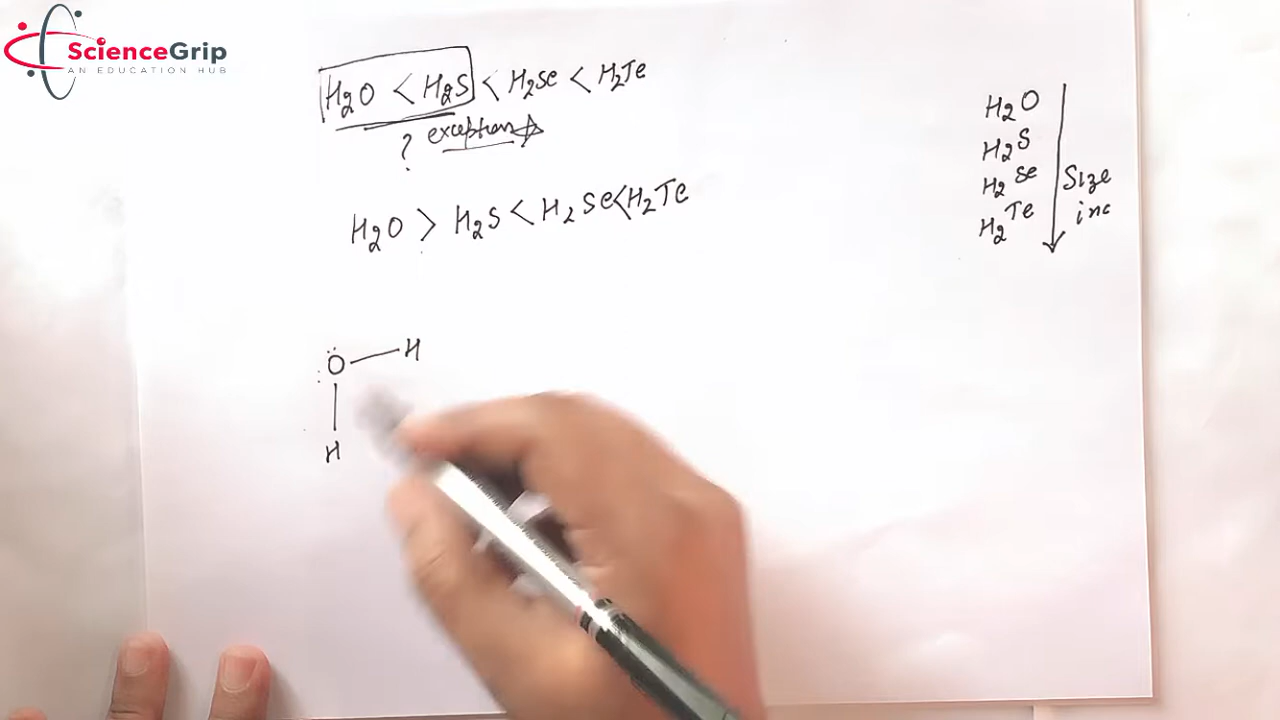 ScienceGrip
AN EDUCATION HUB
H₂O < H₂S < H₂Se < H₂Te
? exception
H₂O > H₂S < H₂Se < H₂Te
H₂O
H₂S
H₂Se
H₂Te
Size
inc
O H
H